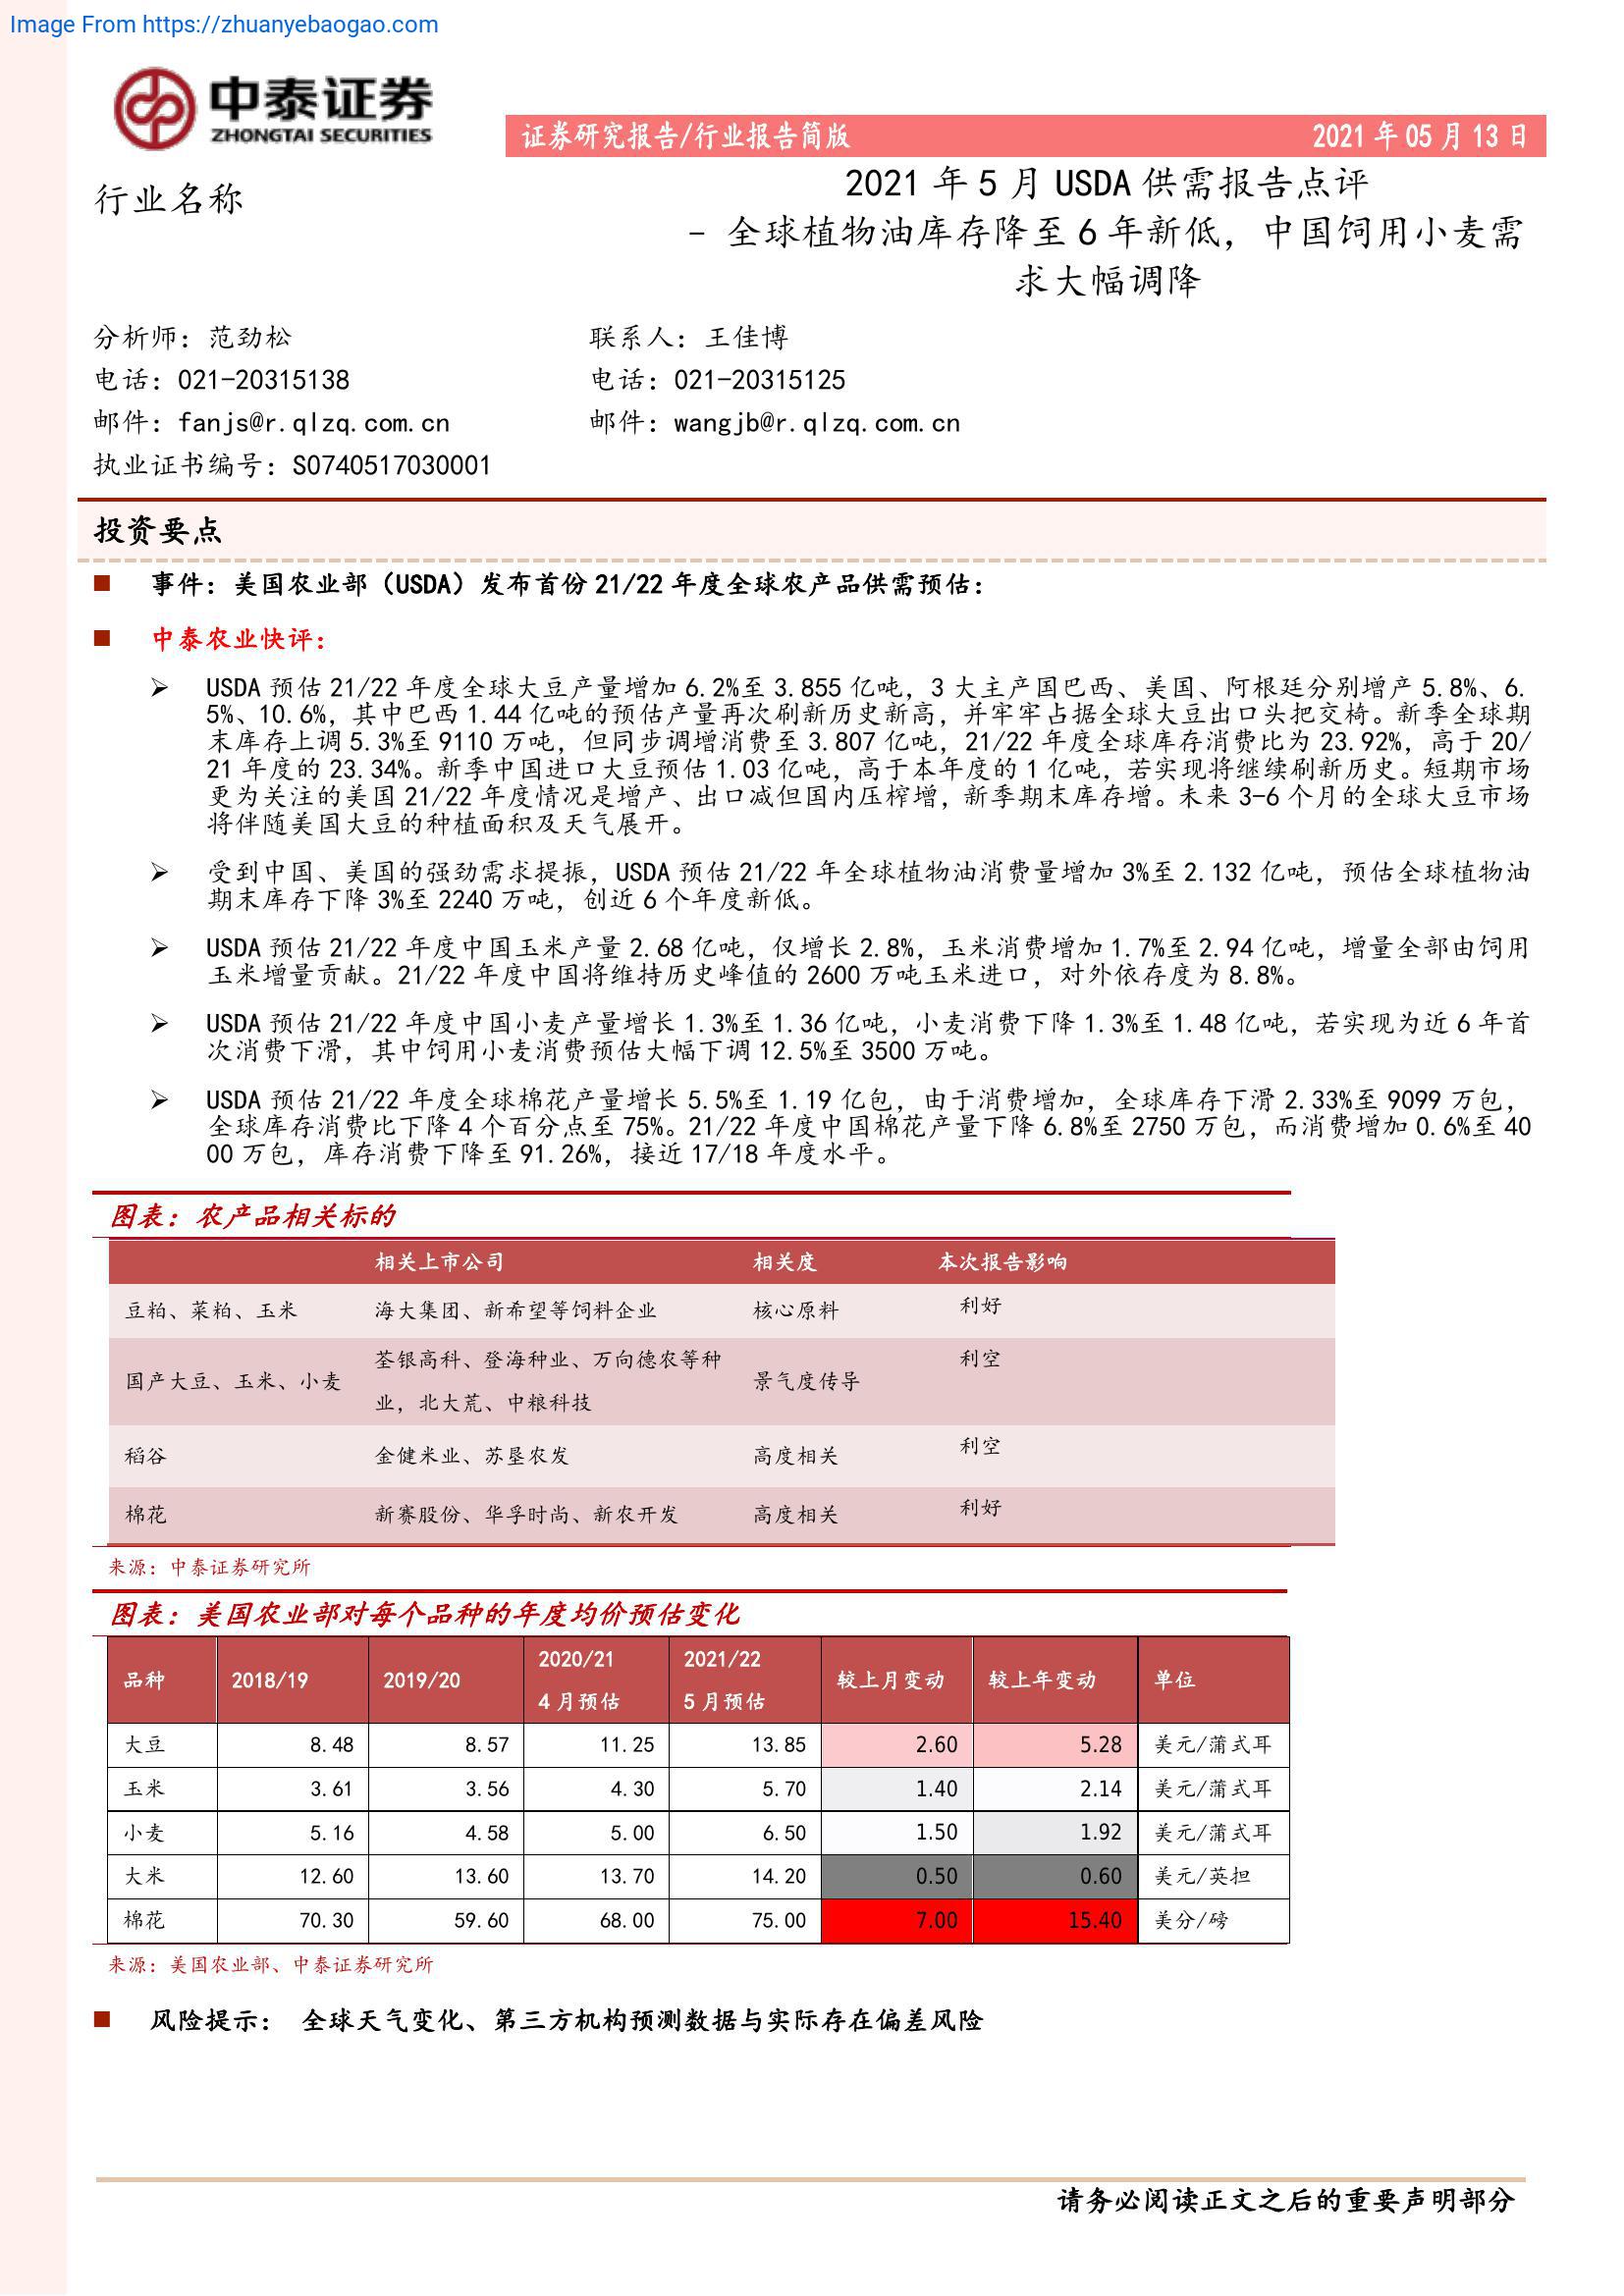 Image From https://zhuanyebaogao.com
中泰证券
ZHONGTAI SECURITIES
证券研究报告/行业报告简版 2021 年 05 月 13 日
行业名称
2021 年 5 月 USDA 供需报告点评
- 全球植物油库存降至 6 年新低，中国饲用小麦需
求大幅调降
分析师：范劲松 联系人：王佳博
电话：021-20315138 电话：021-20315125
邮件：fanjs@r.qlzq.com.cn 邮件：wangjb@r.qlzq.com.cn
执业证书编号：S0740517030001
投资要点
■ 事件：美国农业部（USDA）发布首份 21/22 年度全球农产品供需预估：
■ 中泰农业快评：
➢ USDA 预估 21/22 年度全球大豆产量增加 6.2%至 3.855 亿吨，3 大主产国巴西、美国、阿根廷分别增产 5.8%、6.
5%、10.6%，其中巴西 1.44 亿吨的预估产量再次刷新历史新高，并牢牢占据全球大豆出口头把交椅。新季全球期
末库存上调 5.3%至 9110 万吨，但同步调增消费至 3.807 亿吨，21/22 年度全球库存消费比为 23.92%，高于 20/
21 年度的 23.34%。新季中国进口大豆预估 1.03 亿吨，高于本年度的 1 亿吨，若实现将继续刷新历史。短期市场
更为关注的美国 21/22 年度情况是增产、出口减但国内压榨增，新季期末库存增。未来 3-6 个月的全球大豆市场
将伴随美国大豆的种植面积及天气展开。
➢ 受到中国、美国的强劲需求提振，USDA 预估 21/22 年全球植物油消费量增加 3%至 2.132 亿吨，预估全球植物油
期末库存下降 3%至 2240 万吨，创近 6 个年度新低。
➢ USDA 预估 21/22 年度中国玉米产量 2.68 亿吨，仅增长 2.8%，玉米消费增加 1.7%至 2.94 亿吨，增量全部由饲用
玉米增量贡献。21/22 年度中国将维持历史峰值的 2600 万吨玉米进口，对外依存度为 8.8%。
➢ USDA 预估 21/22 年度中国小麦产量增长 1.3%至 1.36 亿吨，小麦消费下降 1.3%至 1.48 亿吨，若实现为近 6 年首
次消费下滑，其中饲用小麦消费预估大幅下调 12.5%至 3500 万吨。
➢ USDA 预估 21/22 年度全球棉花产量增长 5.5%至 1.19 亿包，由于消费增加，全球库存下滑 2.33%至 9099 万包，
全球库存消费比下降 4 个百分点至 75%。21/22 年度中国棉花产量下降 6.8%至 2750 万包，而消费增加 0.6%至 40
00 万包，库存消费下降至 91.26%，接近 17/18 年度水平。
图表：农产品相关标的
相关上市公司 相关度 本次报告影响
豆粕、菜粕、玉米 海大集团、新希望等饲料企业 核心原料 利好
国产大豆、玉米、小麦 荃银高科、登海种业、万向德农等种 景气度传导 利空
业，北大荒、中粮科技
稻谷 金健米业、苏垦农发 高度相关 利空
棉花 新赛股份、华孚时尚、新农开发 高度相关 利好
来源：中泰证券研究所
图表：美国农业部对每个品种的年度均价预估变化
品种 2018/19 2019/20 2020/21 4 月预估 2021/22 5 月预估 较上月变动 较上年变动 单位
大豆 8.48 8.57 11.25 13.85 2.60 5.28 美元/蒲式耳
玉米 3.61 3.56 4.30 5.70 1.40 2.14 美元/蒲式耳
小麦 5.16 4.58 5.00 6.50 1.50 1.92 美元/蒲式耳
大米 12.60 13.60 13.70 14.20 0.50 0.60 美元/英担
棉花 70.30 59.60 68.00 75.00 7.00 15.40 美分/磅
来源：美国农业部、中泰证券研究所
■ 风险提示： 全球天气变化、第三方机构预测数据与实际存在偏差风险
请务必阅读正文之后的重要声明部分